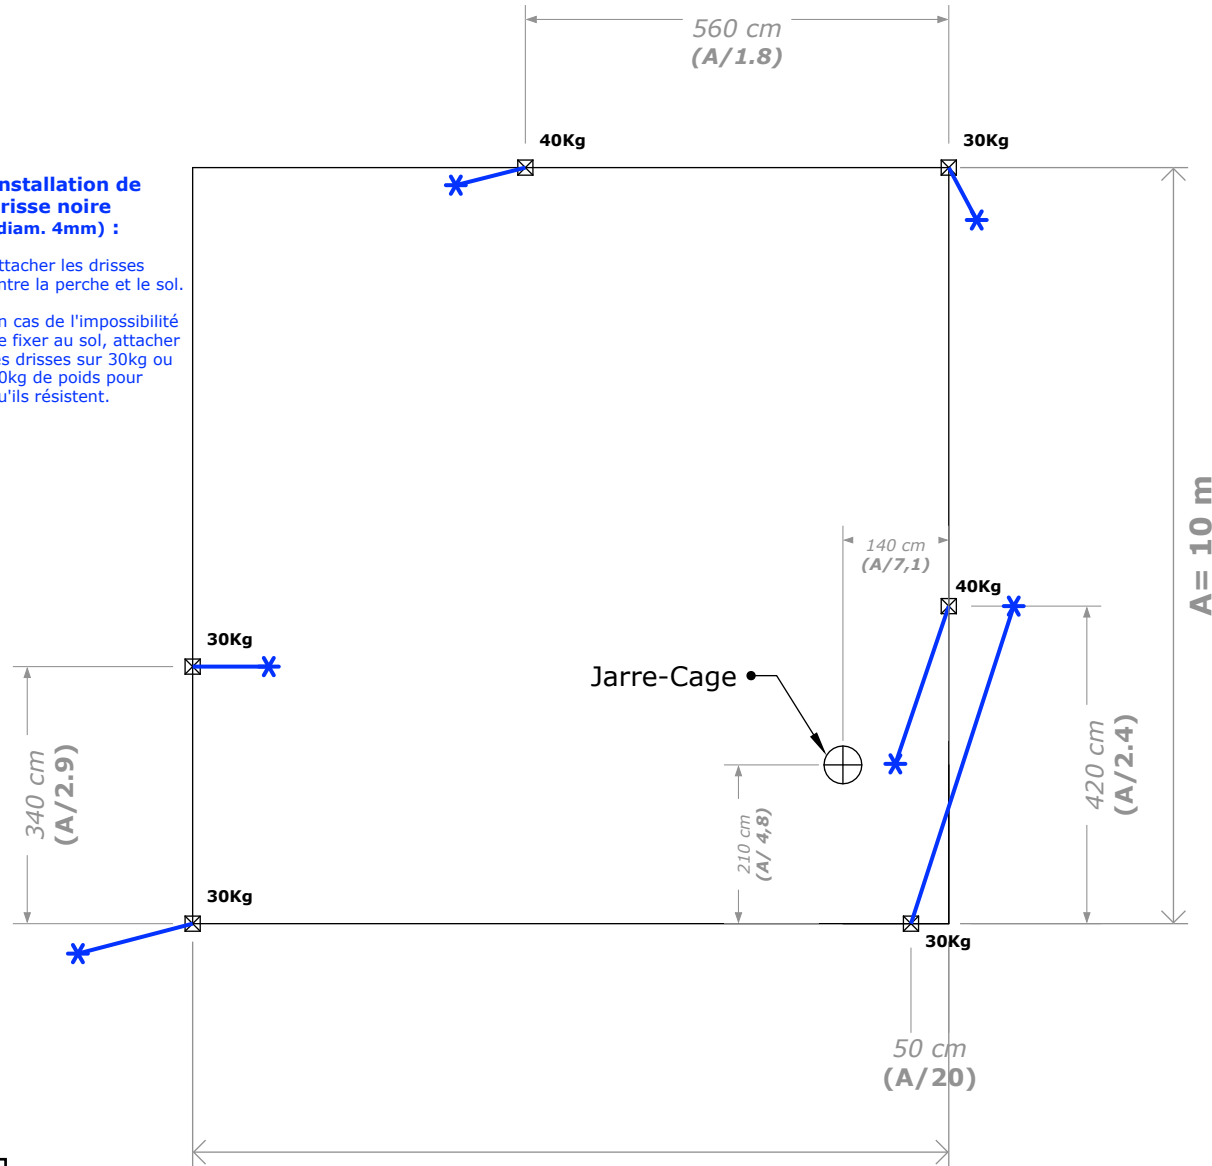 560 cm
(A/1.8)
40Kg
30Kg
nstallation de
risse noire
diam. 4mm) :
ttacher les drisses
ntre la perche et le sol.
n cas de l'impossibilité
e fixer au sol, attacher
es drisses sur 30kg ou
0kg de poids pour
u'ils résistent.
A= 10 m
140 cm
(A/7,1)
40Kg
30Kg
Jarre-Cage
340 cm
(A/2.9)
420 cm
(A/2.4)
210 cm
(A/ 4,8)
30Kg
30Kg
50 cm
(A/20)